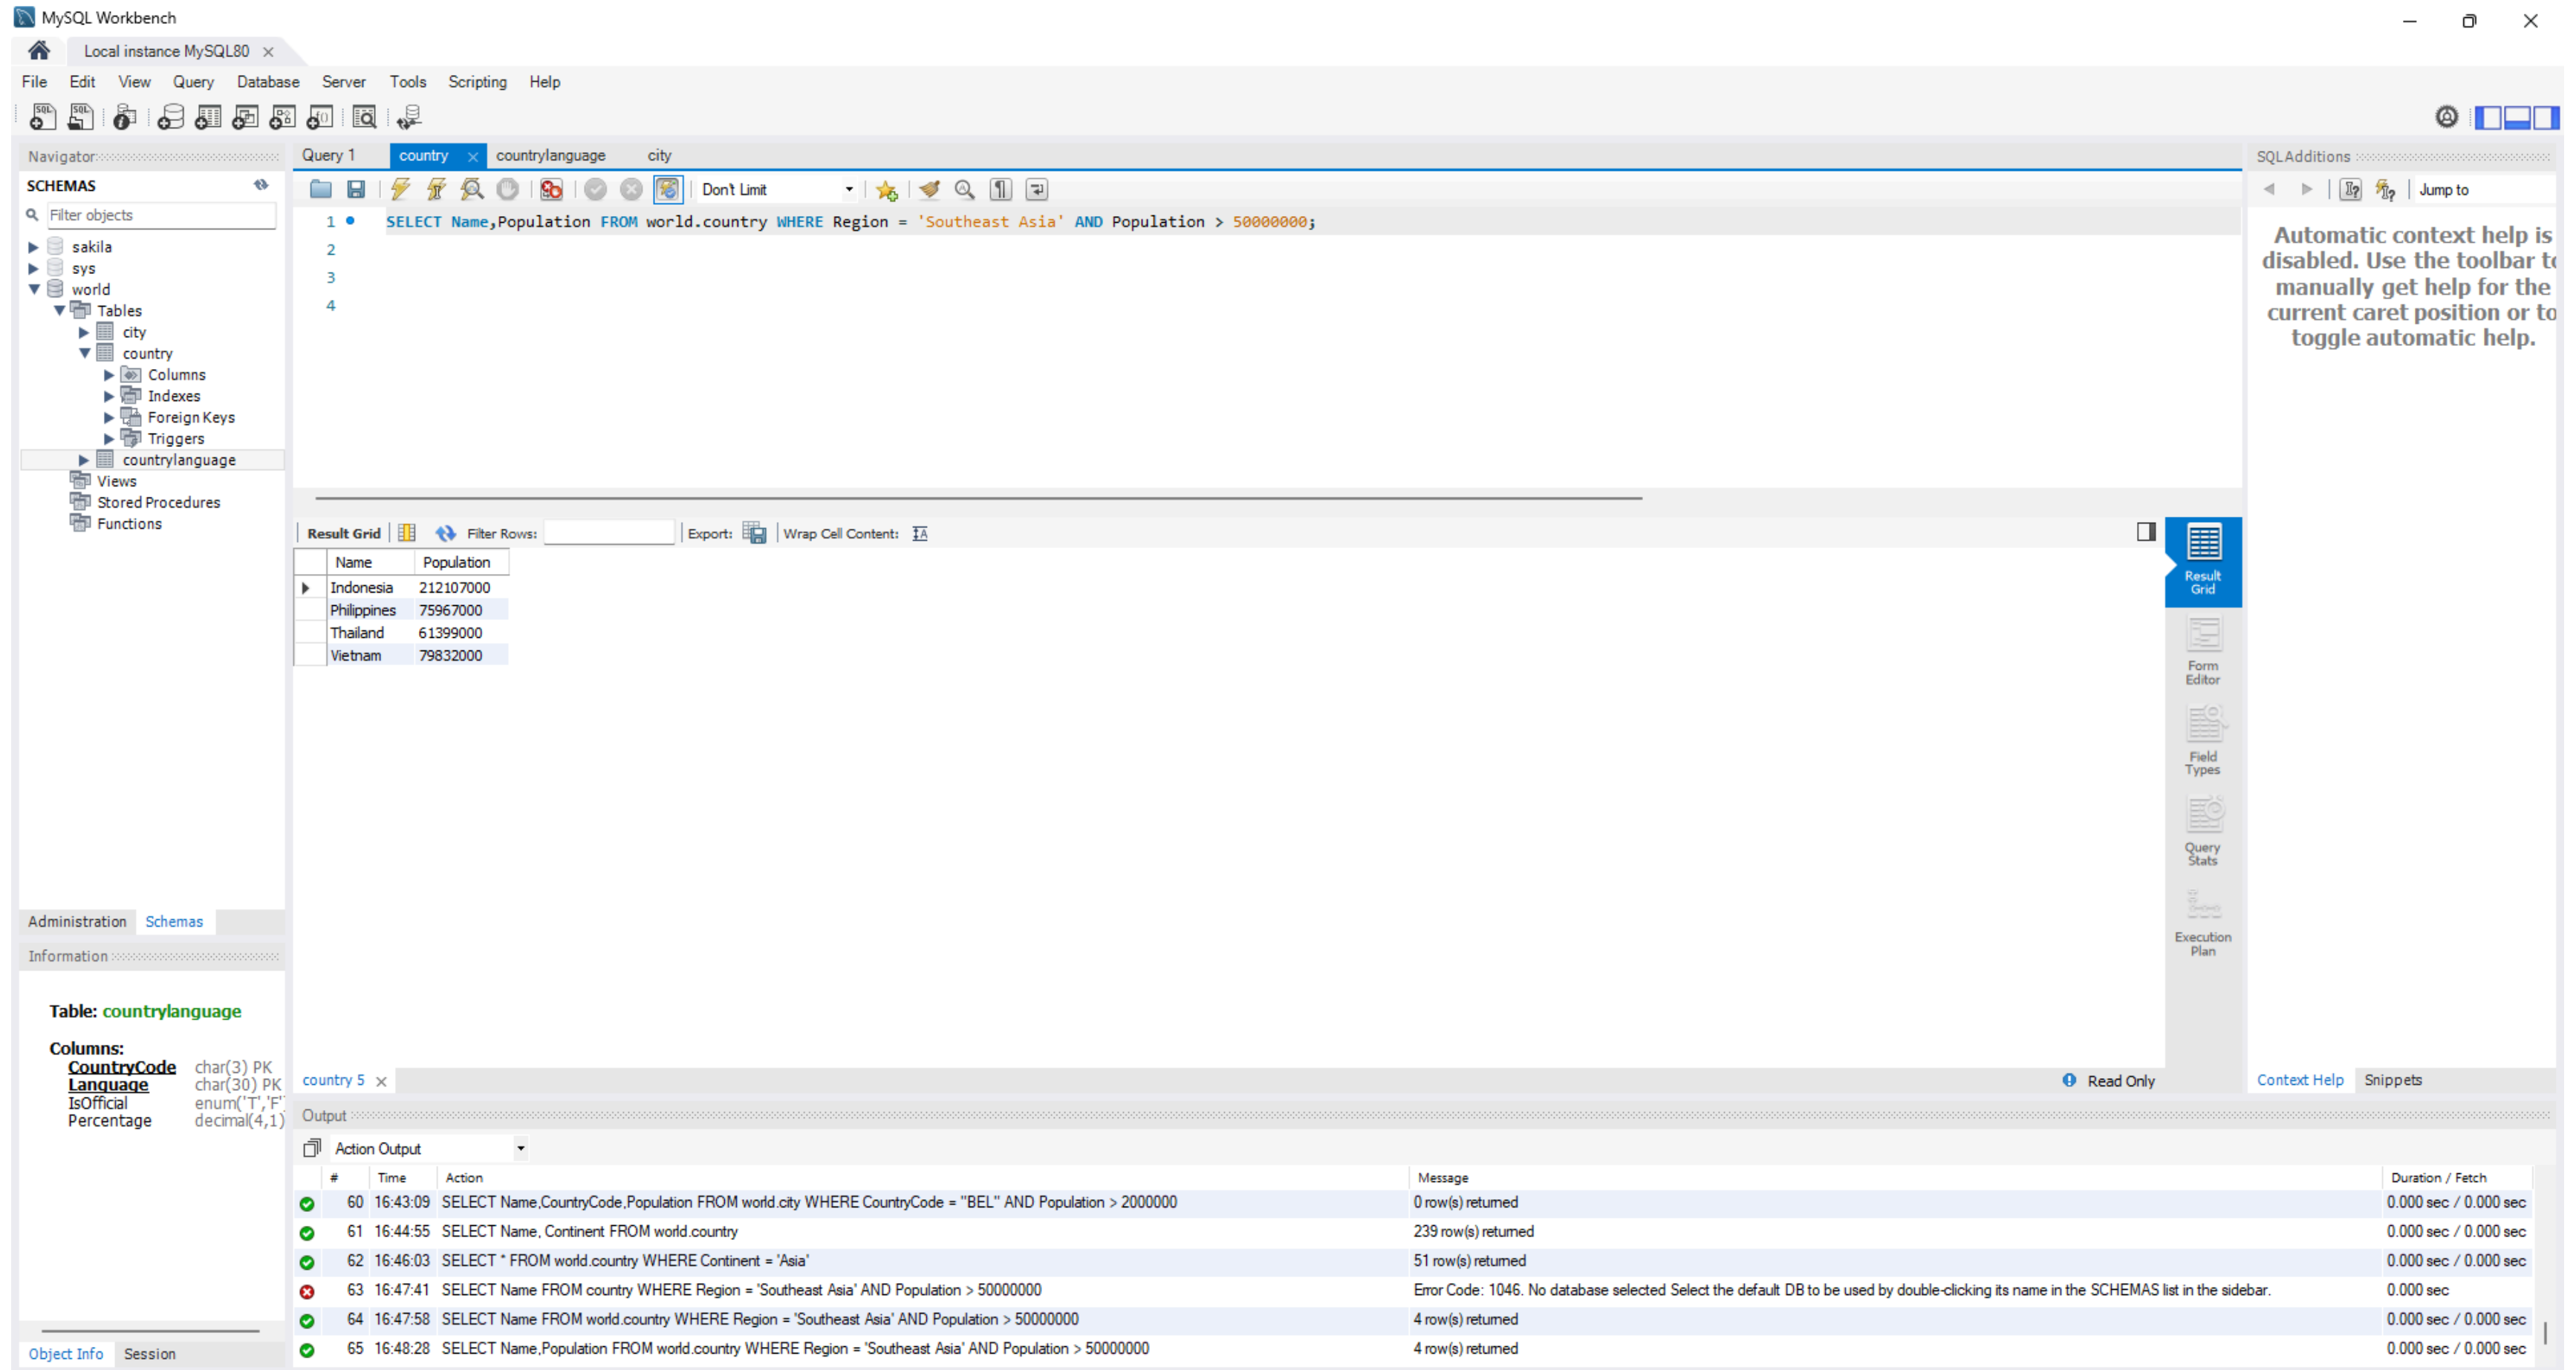 MySQL Workbench
Local instance MySQL80
File Edit View Query Database Server Tools Scripting Help
Navigator
SCHEMAS
Filter objects
sakila
sys
world
Tables
city
country
Columns
Indexes
Foreign Keys
Triggers
countrylanguage
Views
Stored Procedures
Functions
Administration Schemas
Information
Table: countrylanguage
Columns:
CountryCode char(3) PK
Language char(30) PK
IsOfficial enum('T','F'
Percentage decimal(4,1)
Object Info Session
Query 1 country countrylanguage city
Don't Limit
1 SELECT Name,Population FROM world.country WHERE Region = 'Southeast Asia' AND Population > 50000000;
2
3
4
Result Grid Filter Rows: Export: Wrap Cell Content:
Name Population
Indonesia 212107000
Philippines 75967000
Thailand 61399000
Vietnam 79832000
Result
Grid
Form
Editor
Field
Types
Query
Stats
Execution
Plan
country 5 Read Only
SQLAdditions
Jump to
Automatic context help is
disabled. Use the toolbar to
manually get help for the
current caret position or to
toggle automatic help.
Context Help Snippets
Output
Action Output
# Time Action Message Duration / Fetch
60 16:43:09 SELECT Name,CountryCode,Population FROM world.city WHERE CountryCode = "BEL" AND Population > 2000000 0 row(s) returned 0.000 sec / 0.000 sec
61 16:44:55 SELECT Name, Continent FROM world.country 239 row(s) returned 0.000 sec / 0.000 sec
62 16:46:03 SELECT * FROM world.country WHERE Continent = 'Asia' 51 row(s) returned 0.000 sec / 0.000 sec
63 16:47:41 SELECT Name FROM country WHERE Region = 'Southeast Asia' AND Population > 50000000 Error Code: 1046. No database selected Select the default DB to be used by double-clicking its name in the SCHEMAS list in the sidebar. 0.000 sec
64 16:47:58 SELECT Name FROM world.country WHERE Region = 'Southeast Asia' AND Population > 50000000 4 row(s) returned 0.000 sec / 0.000 sec
65 16:48:28 SELECT Name,Population FROM world.country WHERE Region = 'Southeast Asia' AND Population > 50000000 4 row(s) returned 0.000 sec / 0.000 sec